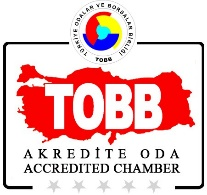 TÜRKİYE ODALAR VE BORSALAR BİRLİĞİ
TOBB
TOBB
AKREDİTE ODA
ACCREDITED CHAMBER